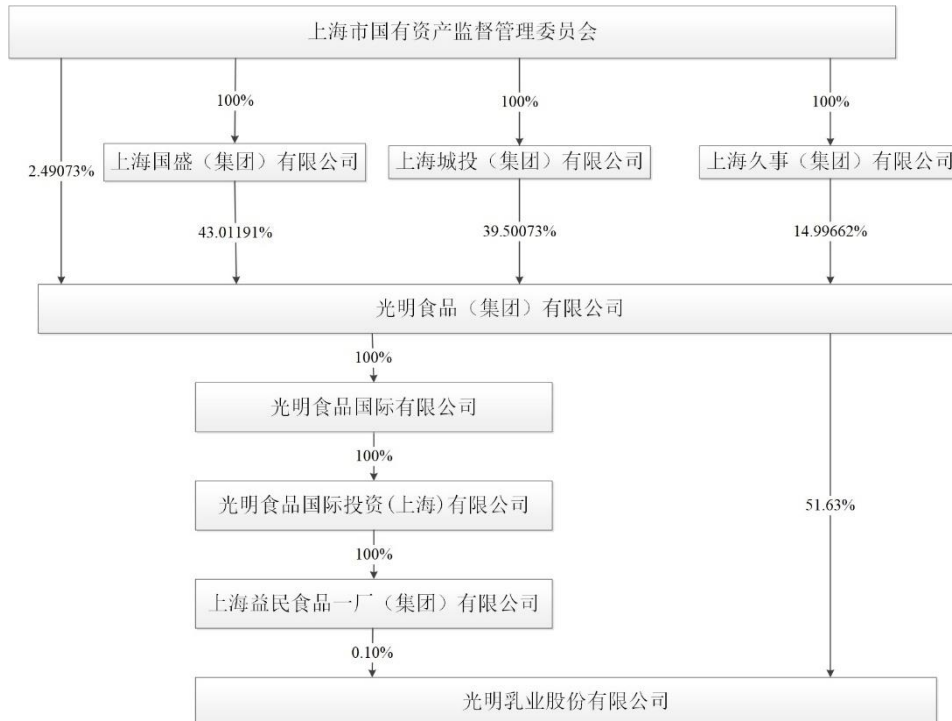 上海市国有资产监督管理委员会
100%
100%
100%
2.49073%
上海国盛（集团）有限公司
上海城投（集团）有限公司
上海久事（集团）有限公司
43.01191%
39.50073%
14.99662%
光明食品（集团）有限公司
100%
光明食品国际有限公司
100%
光明食品国际投资(上海)有限公司
51.63%
100%
上海益民食品一厂（集团）有限公司
0.10%
光明乳业股份有限公司